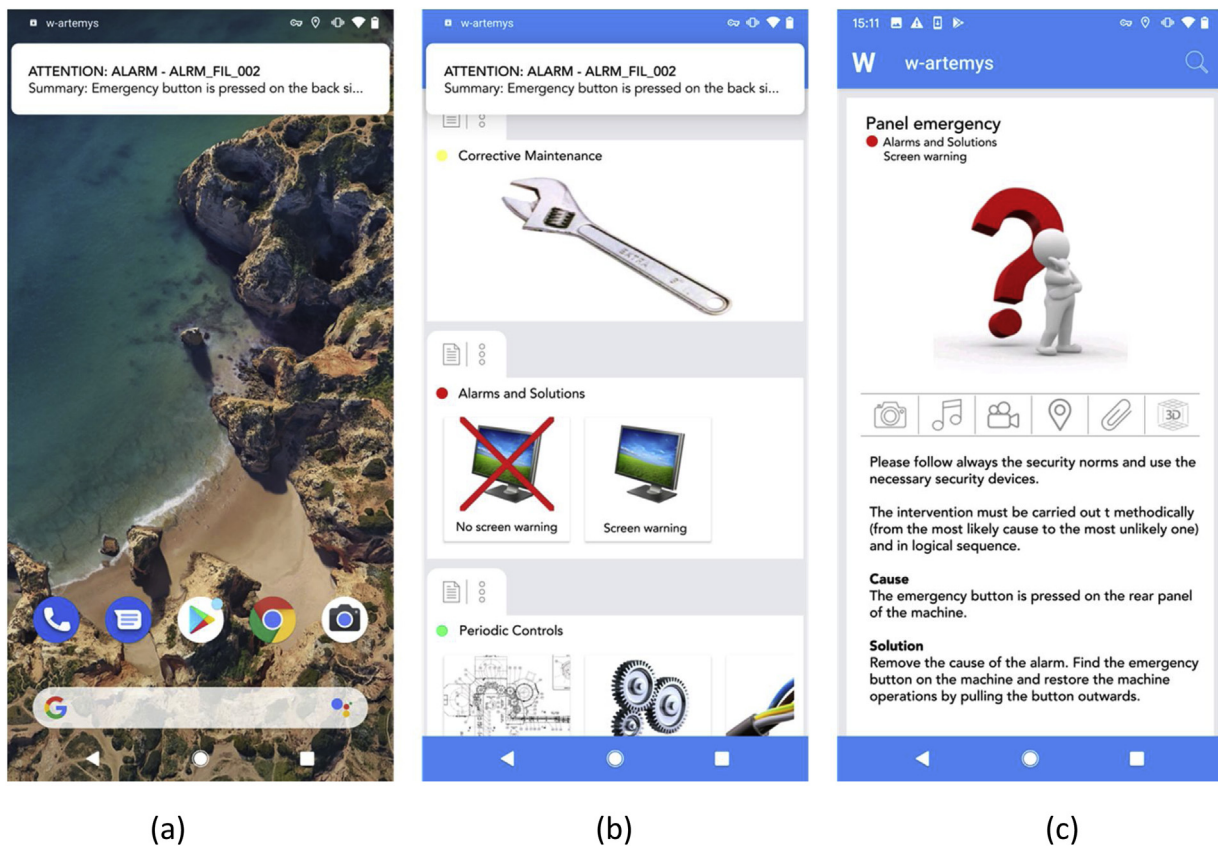 w-artemys
ATTENTION: ALARM - ALRM_FIL_002
Summary: Emergency button is pressed on the back si...
G
(a)
w-artemys
ATTENTION: ALARM - ALRM_FIL_002
Summary: Emergency button is pressed on the back si...
Corrective Maintenance
EXTRA
Alarms and Solutions
No screen warning
Screen warning
Periodic Controls
(b)
15:11
W w-artemys
Panel emergency
Alarms and Solutions
Screen warning
3D
Please follow always the security norms and use the
necessary security devices.
The intervention must be carried out t methodically
(from the most likely cause to the most unlikely one)
and in logical sequence.
Cause
The emergency button is pressed on the rear panel
of the machine.
Solution
Remove the cause of the alarm. Find the emergency
button on the machine and restore the machine
operations by pulling the button outwards.
(c)